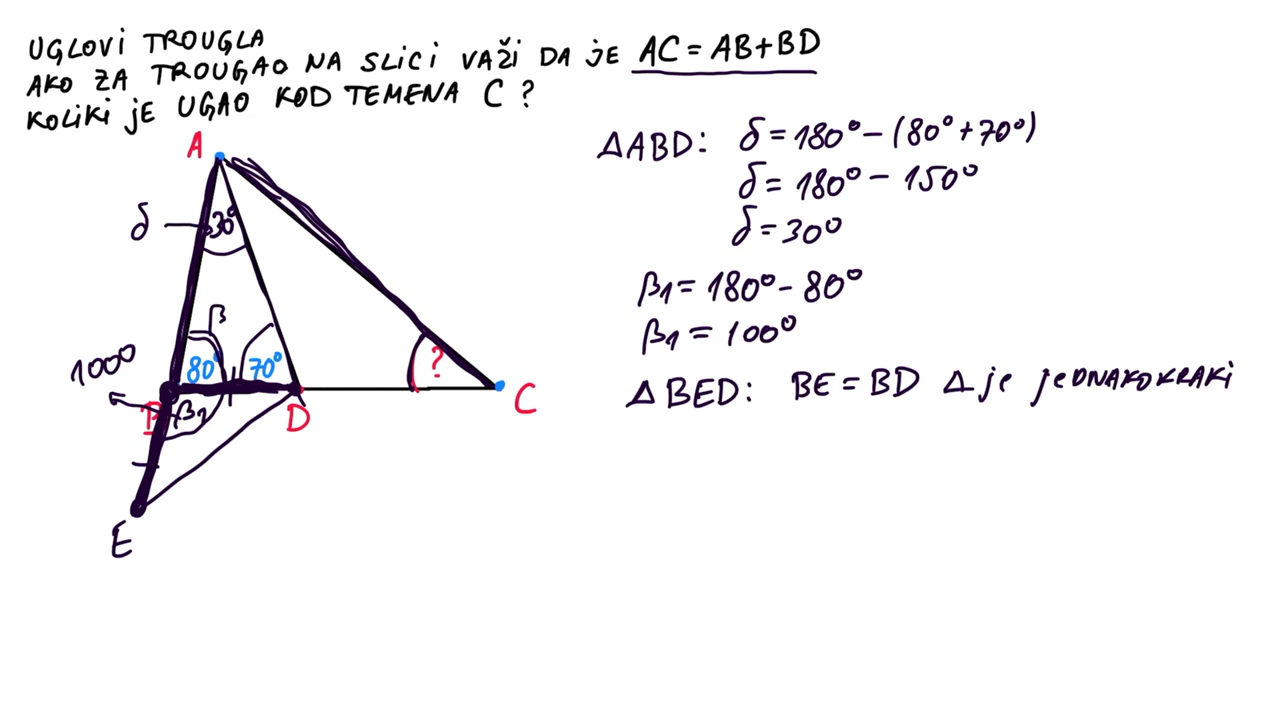 UGLOVI TROUGLA
AKO ZA TROUGAO NA SLICI VAŽI DA JE AC = AB + BD
KOLIKI JE UGAO KOD TEMENA C ?
A
δ
30°
β
80°
70°
?
100°
B
β1
D
C
E
ΔABD: δ = 180° - (80° + 70°)
δ = 180° - 150°
δ = 30°
β1 = 180° - 80°
β1 = 100°
ΔBED: BE = BD Δ JE JEDNAKOKRAKI